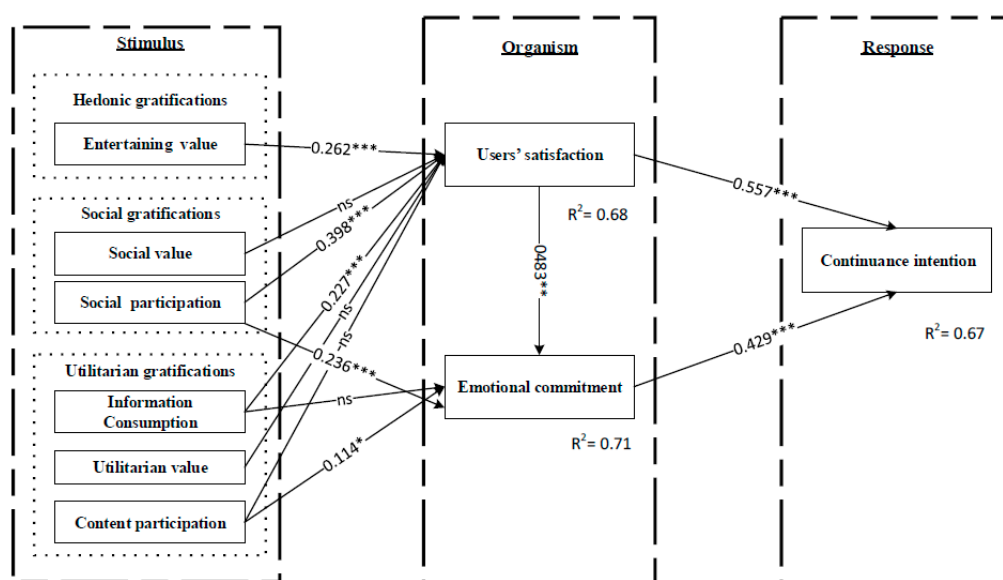 Stimulus
Hedonic gratifications
Entertaining value
Social gratifications
Social value
Social participation
Utilitarian gratifications
Information
Consumption
Utilitarian value
Content participation
0.262***
ns
0.398***
0.227***
ns
ns
0.236***
ns
0.114*
Organism
Users’ satisfaction
R²= 0.68
0483**
Emotional commitment
R²= 0.71
0.557***
0.429***
Response
Continuance intention
R²= 0.67